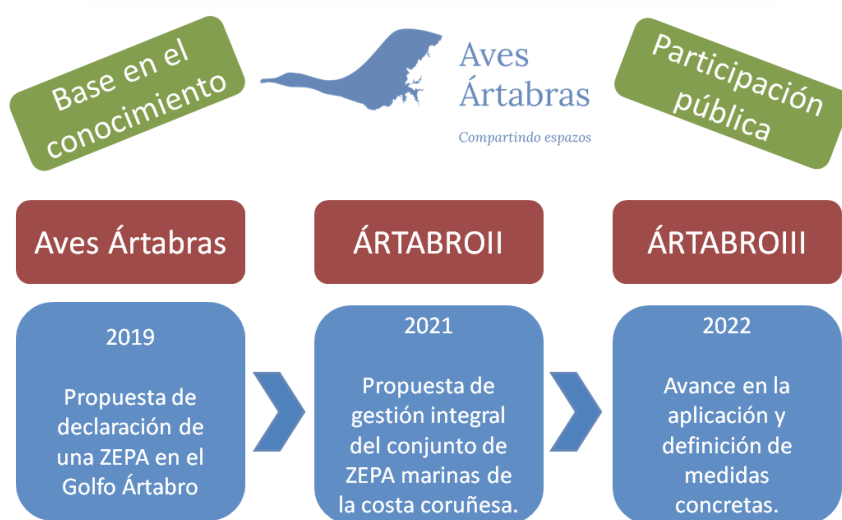 Base en el
conocimiento
Aves
Ártabras
Compartindo espazos
Participación
pública
Aves Ártabras
ÁRTABROII
ÁRTABROIII
2019
Propuesta de
declaración de
una ZEPA en el
Golfo Ártabro
2021
Propuesta de
gestión integral
del conjunto de
ZEPA marinas de
la costa coruñesa.
2022
Avance en la
aplicación y
definición de
medidas
concretas.